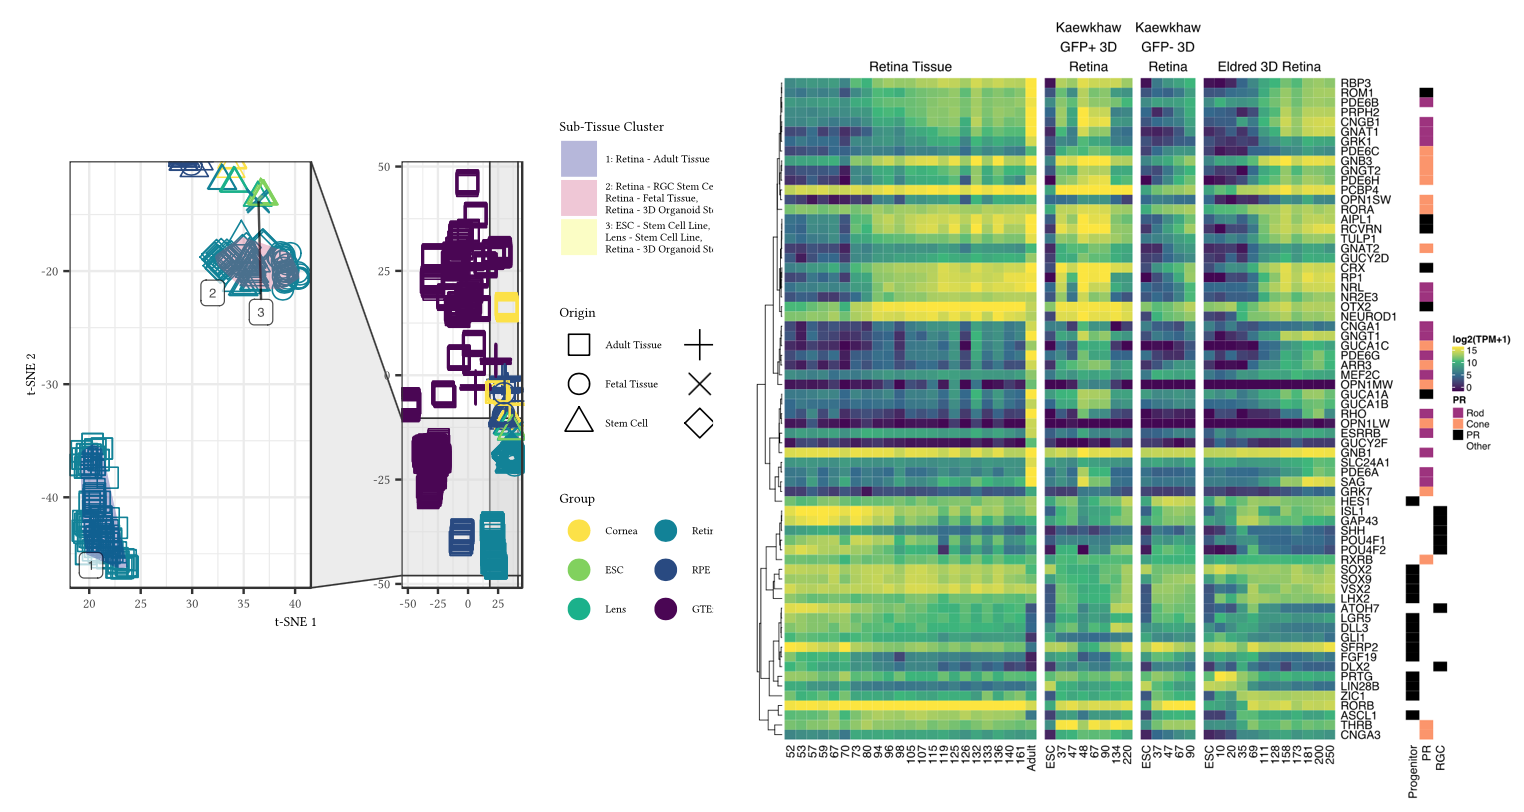 -20
-30
-40
20
25
30
35
40
t-SNE 2
t-SNE 1
1
2
3
50
25
0
-25
-50
-50
-25
0
25
Sub-Tissue Cluster
1: Retina - Adult Tissue
2: Retina - RGC Stem Ce
Retina - Fetal Tissue,
Retina - 3D Organoid Ste
3: ESC - Stem Cell Line,
Lens - Stem Cell Line,
Retina - 3D Organoid Ste
Origin
Adult Tissue
Fetal Tissue
Stem Cell
Group
Cornea
ESC
Lens
Retin
RPE
GTE
Retina Tissue
Kaewkhaw
GFP+ 3D
Retina
Kaewkhaw
GFP- 3D
Retina
Eldred 3D Retina
RBP3
ROM1
PDE6B
PRPH2
CNGB1
GNAT1
GRK1
PDE6C
GNB3
GNGT2
PDE6H
PCBP4
OPN1SW
RORA
AIPL1
RCVRN
TULP1
GNAT2
GUCY2D
CRX
RP1
NRL
NR2E3
OTX2
NEUROD1
CNGA1
GNGT1
GUCA1C
PDE6G
ARR3
MEF2C
OPN1MW
GUCA1A
GUCA1B
RHO
OPN1LW
ESRRB
GUCY2F
GNB1
SLC24A1
PDE6A
SAG
GRK7
HES1
ISL1
GAP43
SHH
POU4F1
POU4F2
RXRB
SOX2
SOX9
VSX2
LHX2
ATOH7
LGR5
DLL3
GLI1
SFRP2
FGF19
DLX2
PRTG
LIN28B
ZIC1
RORB
ASCL1
THRB
CNGA3
52
53
57
59
67
70
73
80
94
96
98
105
107
115
119
125
126
132
133
136
140
161
Adult
ESC
37
47
48
67
90
134
220
ESC
37
47
67
90
ESC
10
20
35
69
111
128
158
173
181
200
250
Progenitor
PR
RGC
log2(TPM+1)
15
10
5
0
PR
Rod
Cone
PR
Other